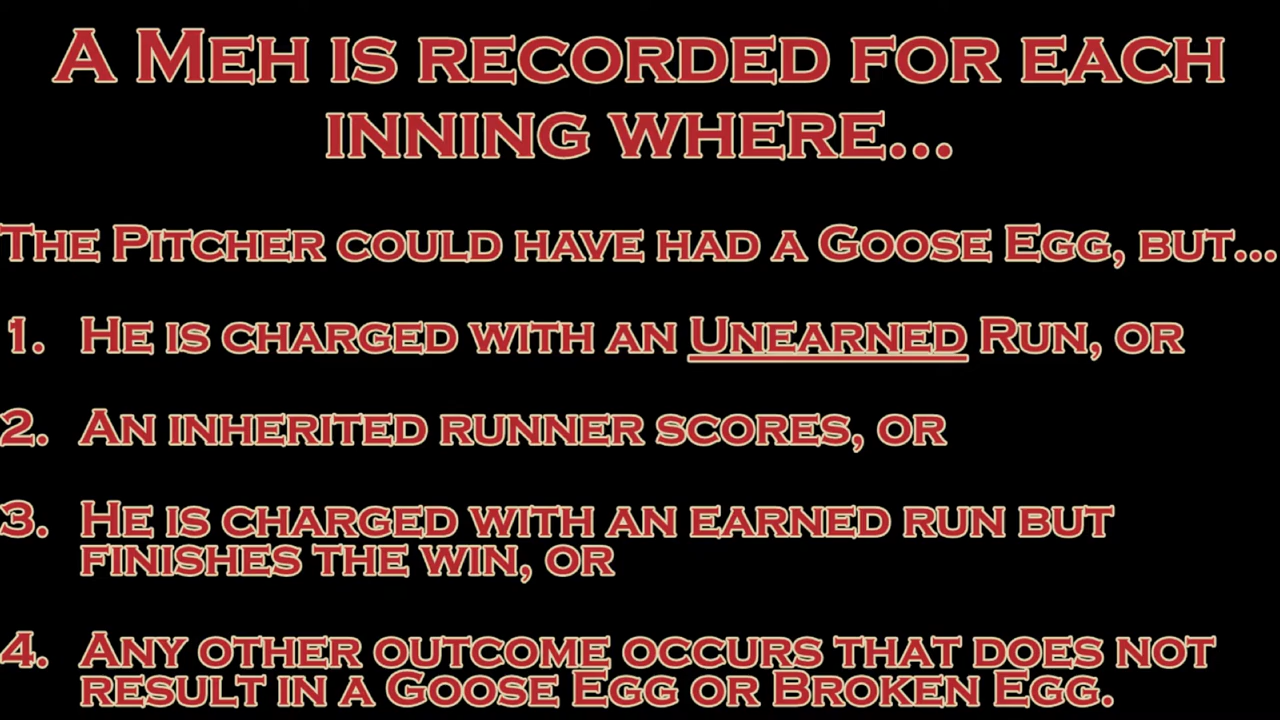 A Meh is recorded for each
inning where...
The Pitcher could have had a Goose Egg, but...
1. He is charged with an Unearned Run, or
2. An inherited runner scores, or
3. He is charged with an earned run but
finishes the win, or
4. Any other outcome occurs that does not
result in a Goose Egg or Broken Egg.